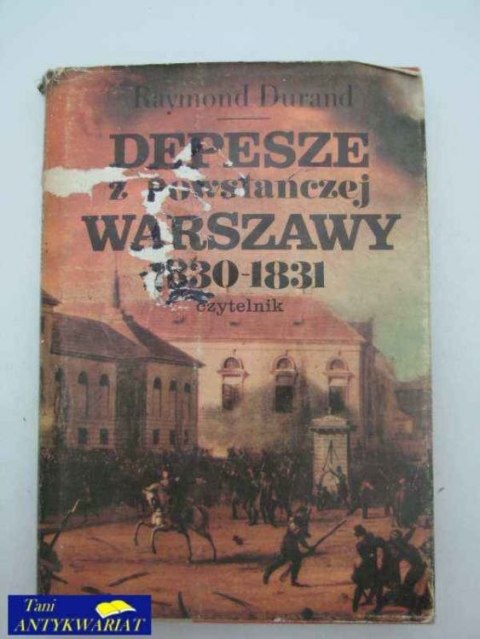 Raymond Durand
DEPESZE
z powstańczej
WARSZAWY
1830-1831
czytelnik
Tani
ANTYKWARIAT